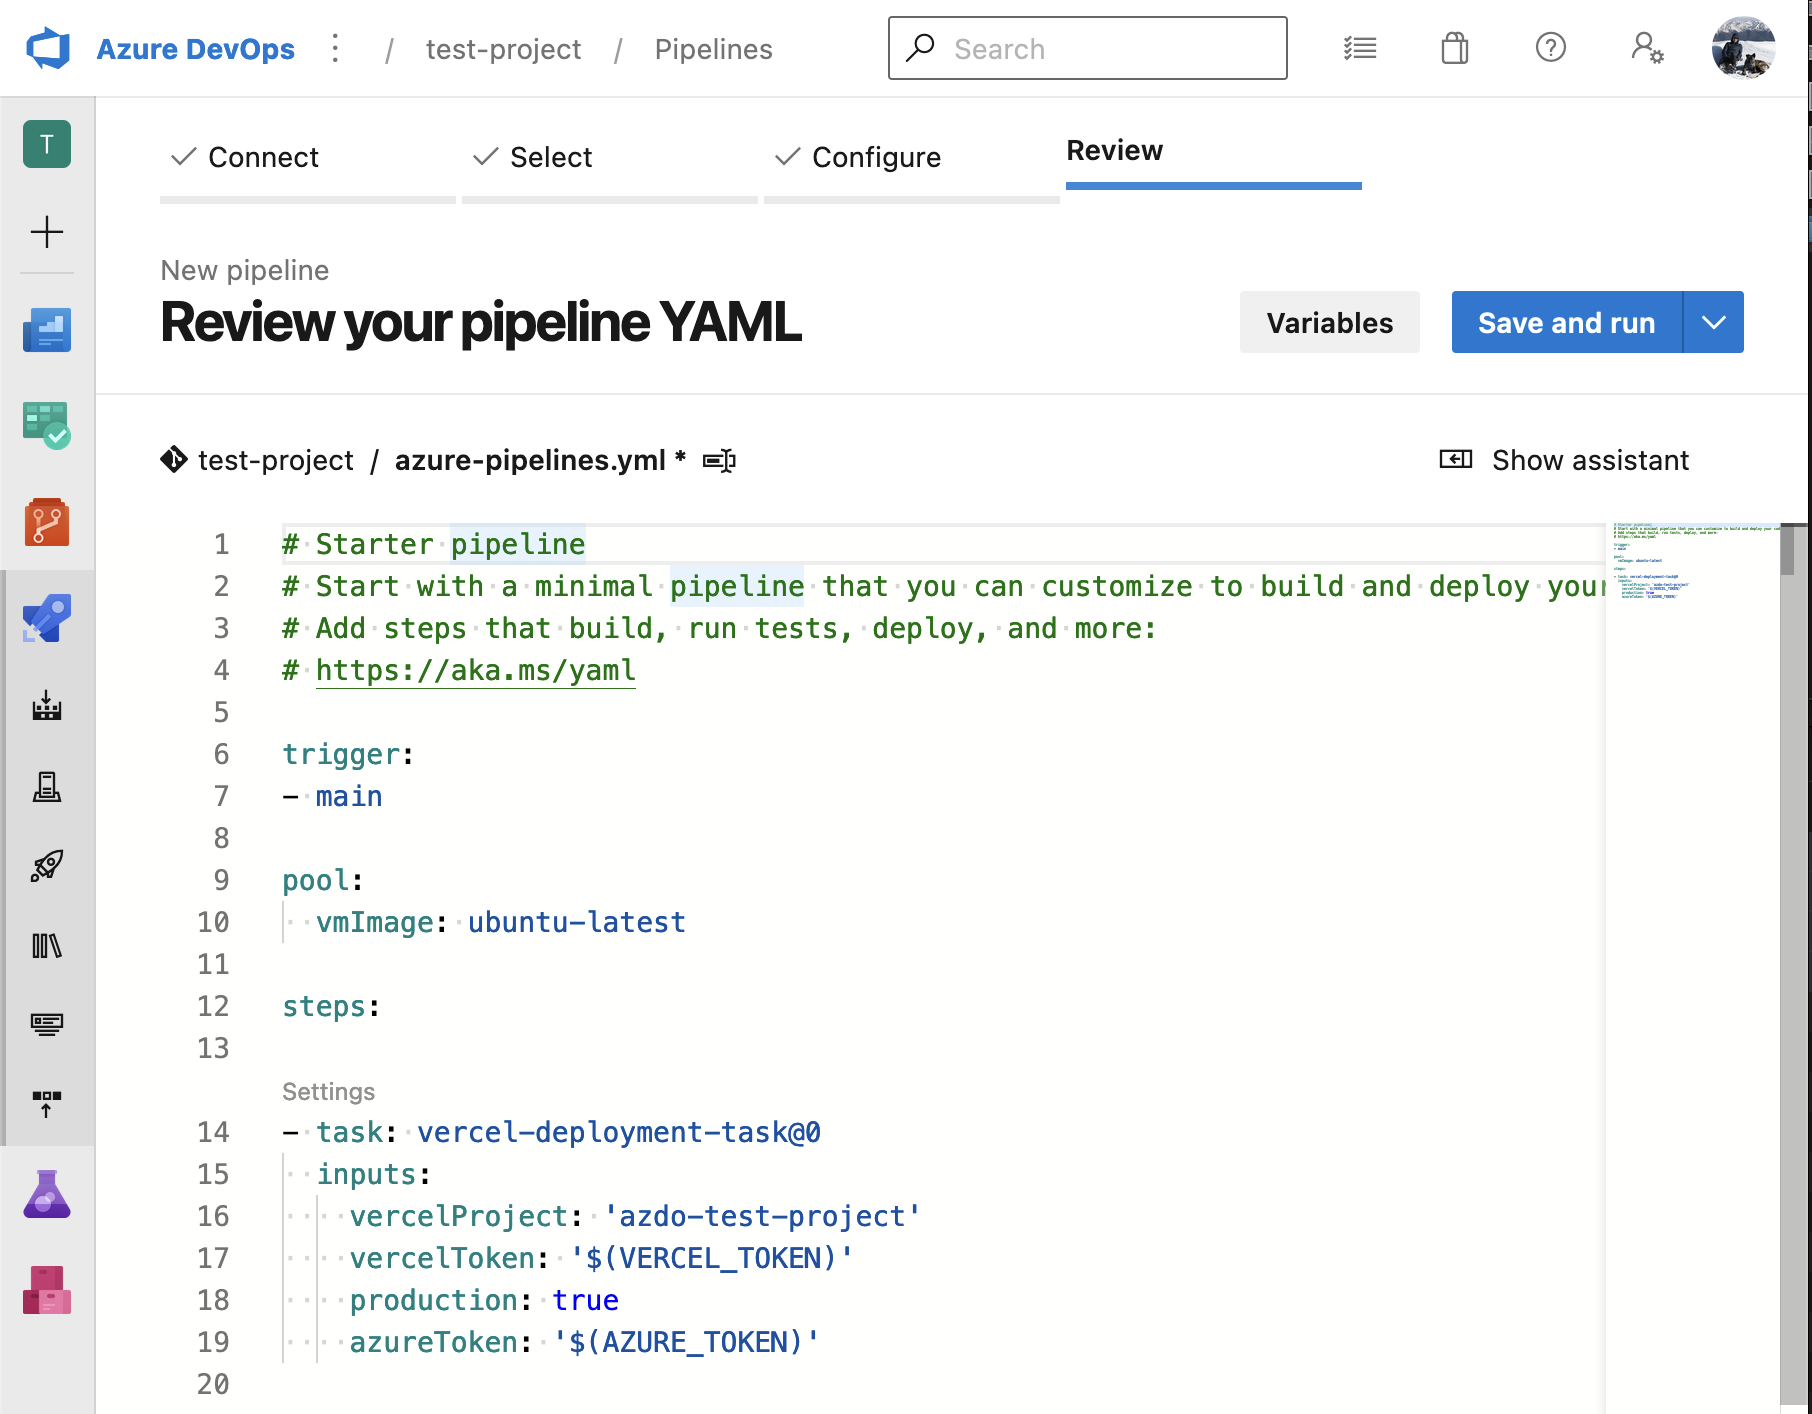 Azure DevOps / test-project / Pipelines Search
T
Connect Select Configure Review
New pipeline
Review your pipeline YAML
Variables Save and run
test-project / azure-pipelines.yml * Show assistant
1 # Starter pipeline
2 # Start with a minimal pipeline that you can customize to build and deploy your
3 # Add steps that build, run tests, deploy, and more:
4 # https://aka.ms/yaml
5
6 trigger:
7 - main
8
9 pool:
10   vmImage: ubuntu-latest
11
12 steps:
13
Settings
14 - task: vercel-deployment-task@0
15   inputs:
16     vercelProject: 'azdo-test-project'
17     vercelToken: '$(VERCEL_TOKEN)'
18     production: true
19     azureToken: '$(AZURE_TOKEN)'
20